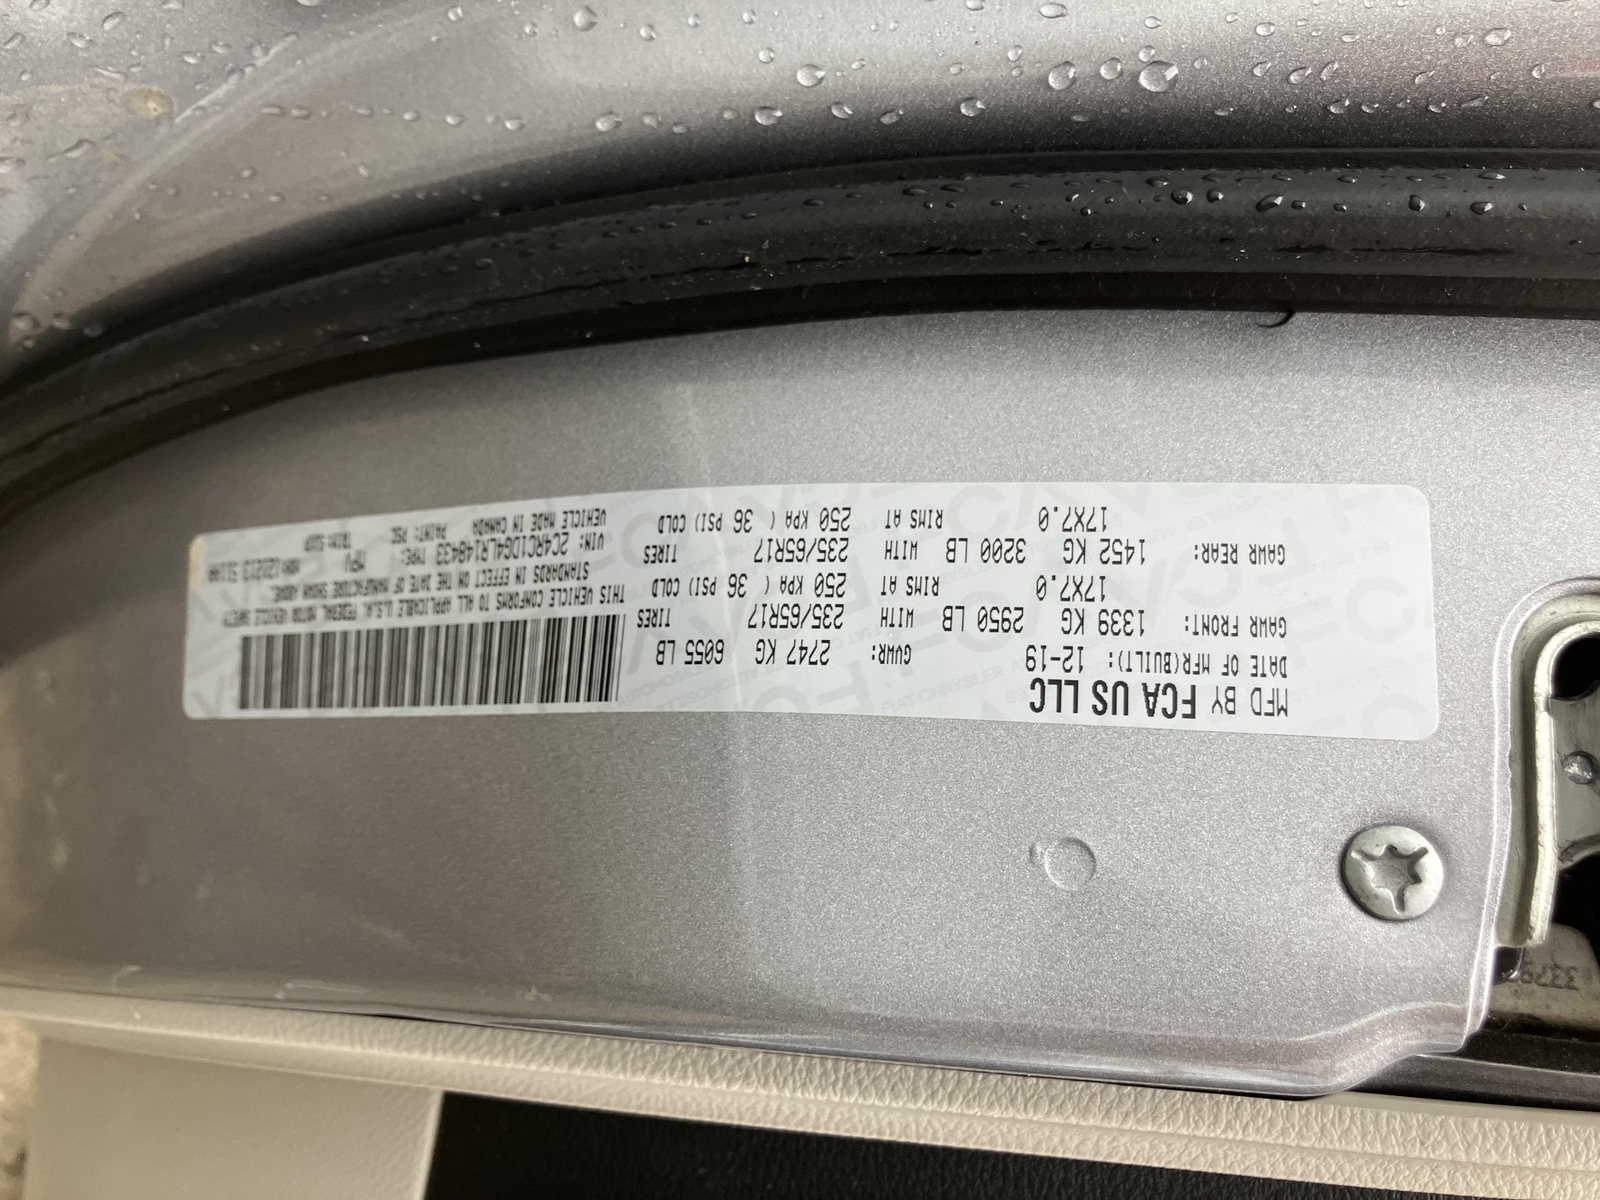 MFD BY FCA US LLC
DATE OF MFR(BUILT): 12-19 GVWR: 2747 KG 6055 LB
GAWR FRONT: 1339 KG 2950 LB WITH 235/65R17 TIRES
17X7.0 RIMS AT 250 KPA ( 36 PSI) COLD
GAWR REAR: 1452 KG 3200 LB WITH 235/65R17 TIRES
17X7.0 RIMS AT 250 KPA ( 36 PSI) COLD
THIS VEHICLE CONFORMS TO ALL APPLICABLE U.S.A. FEDERAL MOTOR VEHICLE SAFETY
STANDARDS IN EFFECT ON THE DATE OF MANUFACTURE SHOWN ABOVE.
VIN: 2C4RC1DG4LR148433 TYPE: MPV
VEHICLE MADE IN CANADA PAINT: PSC TRIM: